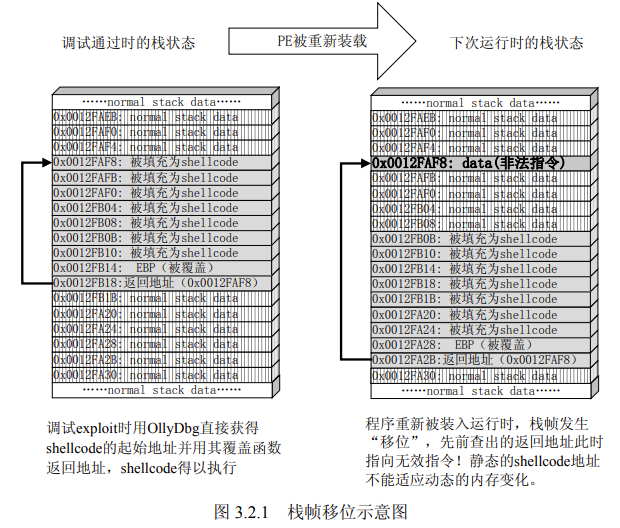 调试通过时的栈状态
PE被重新装载
下次运行时的栈状态
……normal stack data……
0x0012FAEB: normal stack data
0x0012FAF0: normal stack data
0x0012FAF4: normal stack data
0x0012FAF8: 被填充为shellcode
0x0012FAFB: 被填充为shellcode
0x0012FAF0: 被填充为shellcode
0x0012FB04: 被填充为shellcode
0x0012FB08: 被填充为shellcode
0x0012FB0B: 被填充为shellcode
0x0012FB10: 被填充为shellcode
0x0012FB14: EBP（被覆盖）
0x0012FB18:返回地址（0x0012FAF8）
0x0012FB1B: normal stack data
0x0012FA20: normal stack data
0x0012FA24: normal stack data
0x0012FA28: normal stack data
0x0012FA2B: normal stack data
0x0012FA30: normal stack data
……normal stack data……
……normal stack data……
0x0012FAEB: normal stack data
0x0012FAF0: normal stack data
0x0012FAF4: normal stack data
0x0012FAF8: data(非法指令)
0x0012FAFB: normal stack data
0x0012FAF0: normal stack data
0x0012FB04: normal stack data
0x0012FB08: normal stack data
0x0012FB0B: 被填充为shellcode
0x0012FB10: 被填充为shellcode
0x0012FB14: 被填充为shellcode
0x0012FB18: 被填充为shellcode
0x0012FB1B: 被填充为shellcode
0x0012FA20: 被填充为shellcode
0x0012FA24: 被填充为shellcode
0x0012FA28: EBP（被覆盖）
0x0012FA2B:返回地址（0x0012FAF8）
0x0012FA30: normal stack data
……normal stack data……
调试exploit时用OllyDbg直接获得
shellcode的起始地址并用其覆盖函数
返回地址，shellcode得以执行
程序重新被装入运行时，栈帧发生
“移位”，先前查出的返回地址此时
指向无效指令！静态的shellcode地址
不能适应动态的内存变化。
图 3.2.1 栈帧移位示意图